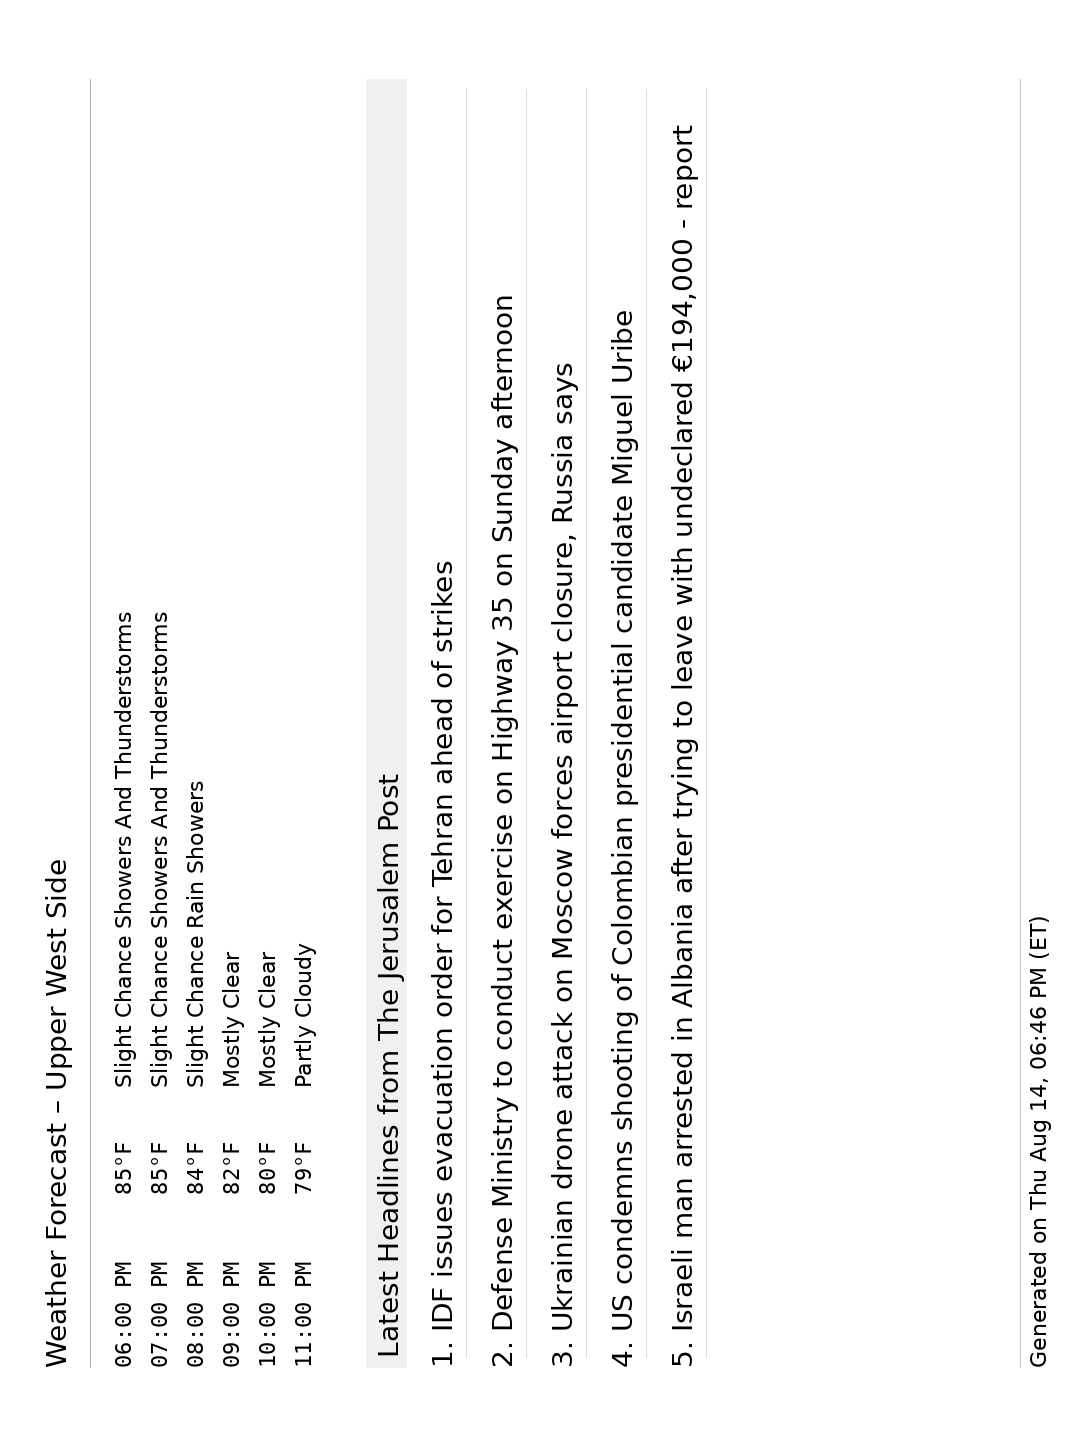 Weather Forecast – Upper West Side
06:00 PM 85°F Slight Chance Showers And Thunderstorms
07:00 PM 85°F Slight Chance Showers And Thunderstorms
08:00 PM 84°F Slight Chance Rain Showers
09:00 PM 82°F Mostly Clear
10:00 PM 80°F Mostly Clear
11:00 PM 79°F Partly Cloudy
Latest Headlines from The Jerusalem Post
1. IDF issues evacuation order for Tehran ahead of strikes
2. Defense Ministry to conduct exercise on Highway 35 on Sunday afternoon
3. Ukrainian drone attack on Moscow forces airport closure, Russia says
4. US condemns shooting of Colombian presidential candidate Miguel Uribe
5. Israeli man arrested in Albania after trying to leave with undeclared €194,000 - report
Generated on Thu Aug 14, 06:46 PM (ET)